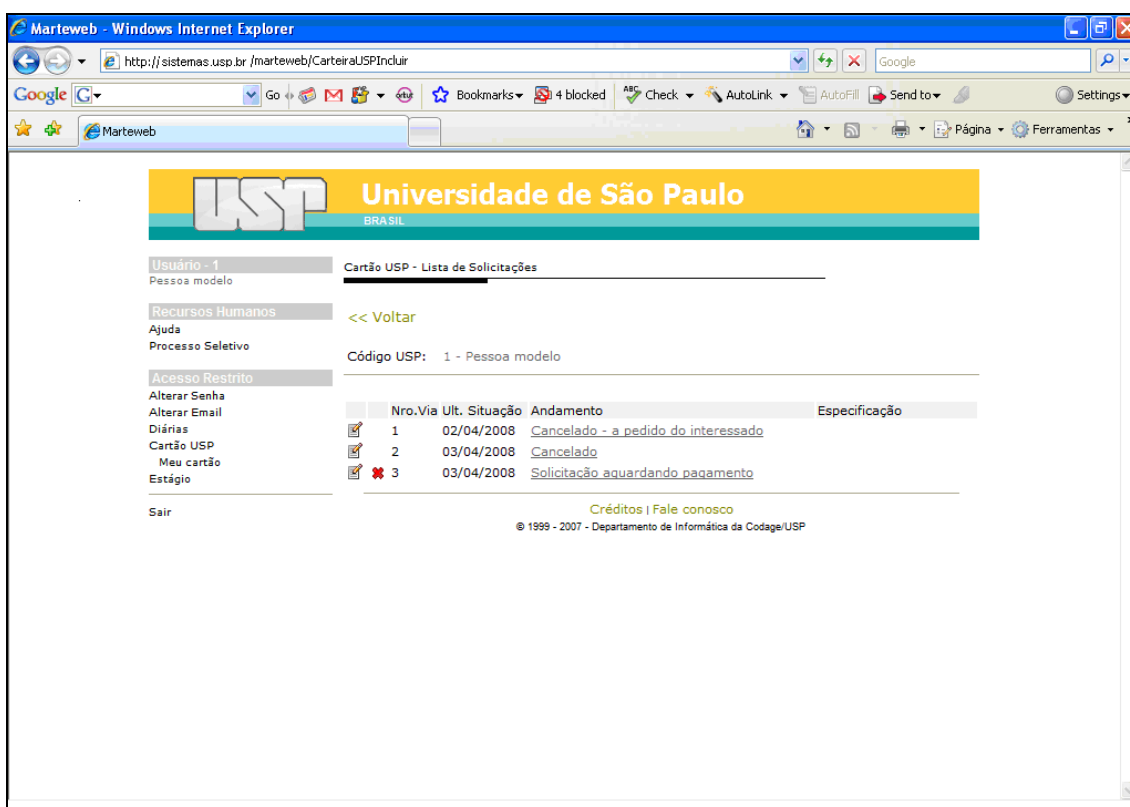 Marteweb - Windows Internet Explorer
http://sistemas.usp.br /marteweb/CarteiraUSPIncluir
Google
Google G Go Bookmarks 4 blocked ABC Check AutoLink AutoFill Send to Settings
Marteweb
Página Ferramentas
USP
Universidade de São Paulo
BRASIL
Usuário - 1
Pessoa modelo
Recursos Humanos
Ajuda
Processo Seletivo
Acesso Restrito
Alterar Senha
Alterar Email
Diárias
Cartão USP
Meu cartão
Estágio
Sair
Cartão USP - Lista de Solicitações
<< Voltar
Código USP: 1 - Pessoa modelo
Nro.Via Ult. Situação Andamento Especificação
1 02/04/2008 Cancelado - a pedido do interessado
2 03/04/2008 Cancelado
3 03/04/2008 Solicitação aguardando pagamento
Créditos | Fale conosco
© 1999 - 2007 - Departamento de Informática da Codage/USP